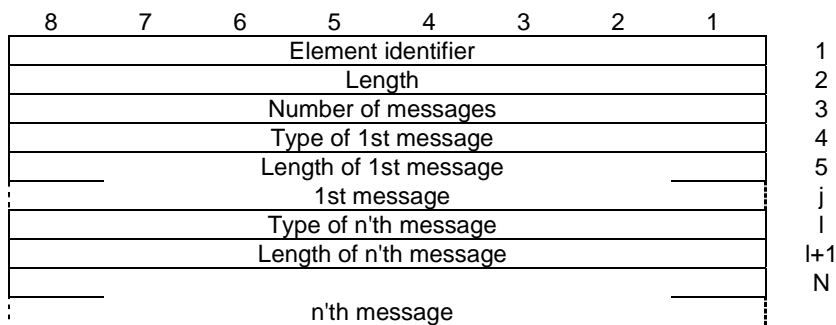 8 7 6 5 4 3 2 1
Element identifier 1
Length 2
Number of messages 3
Type of 1st message 4
Length of 1st message 5
1st message j
Type of n'th message l
Length of n'th message l+1
N
n'th message